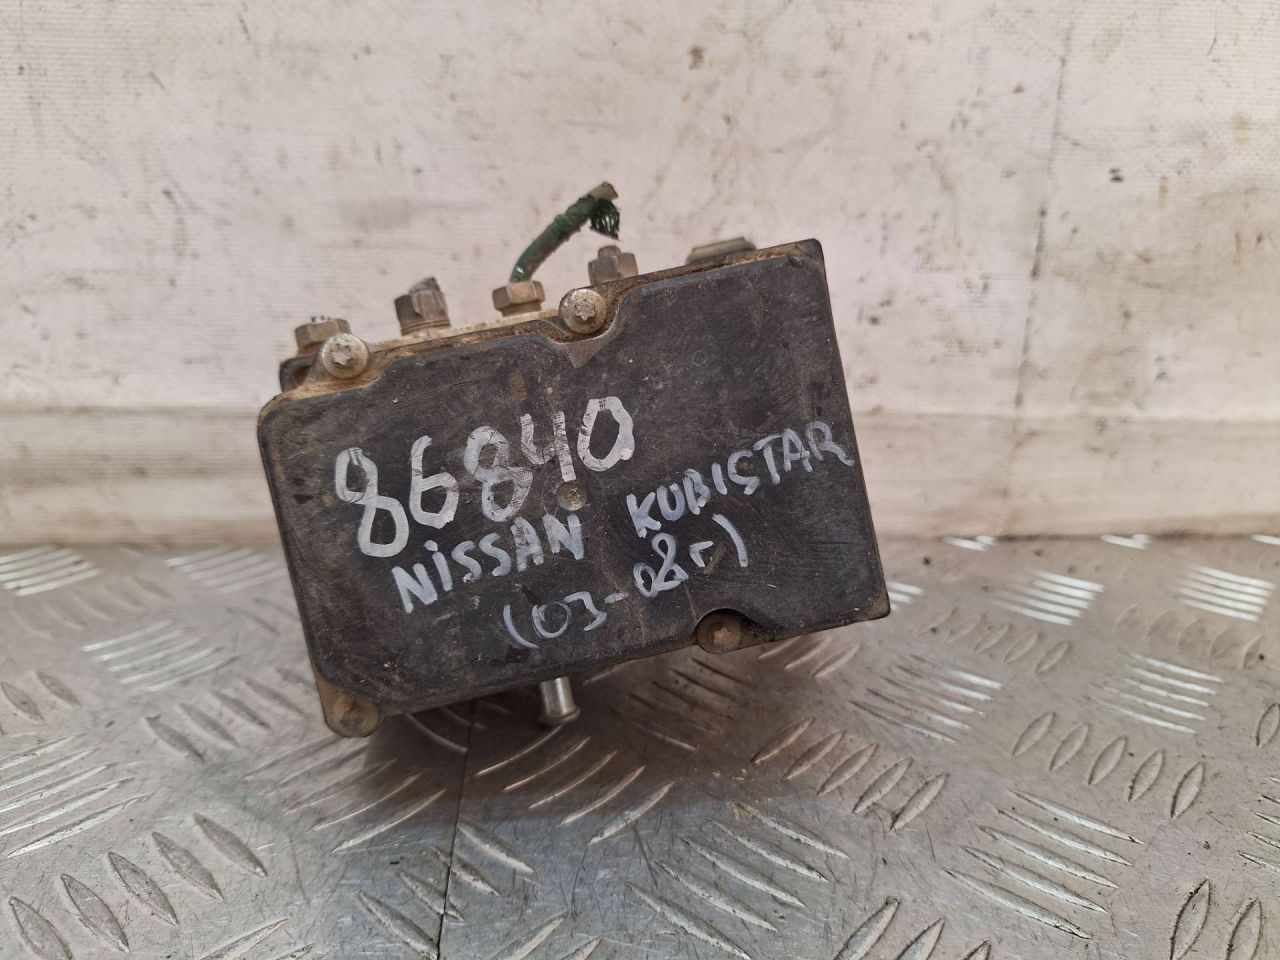 86840
NISSAN KUBISTAR
(03-08г)